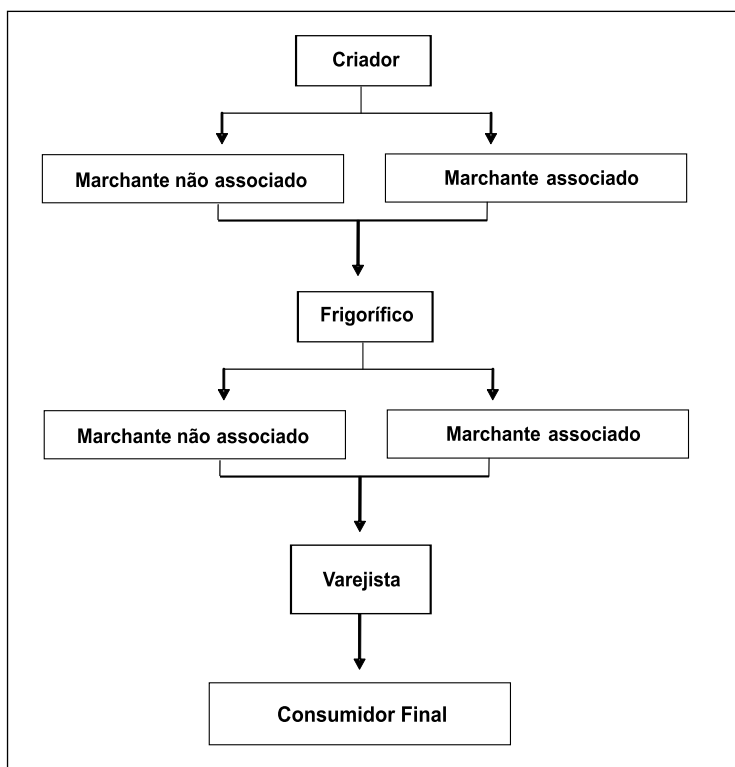 Criador
Marchante não associado
Marchante associado
Frigorífico
Marchante não associado
Marchante associado
Varejista
Consumidor Final